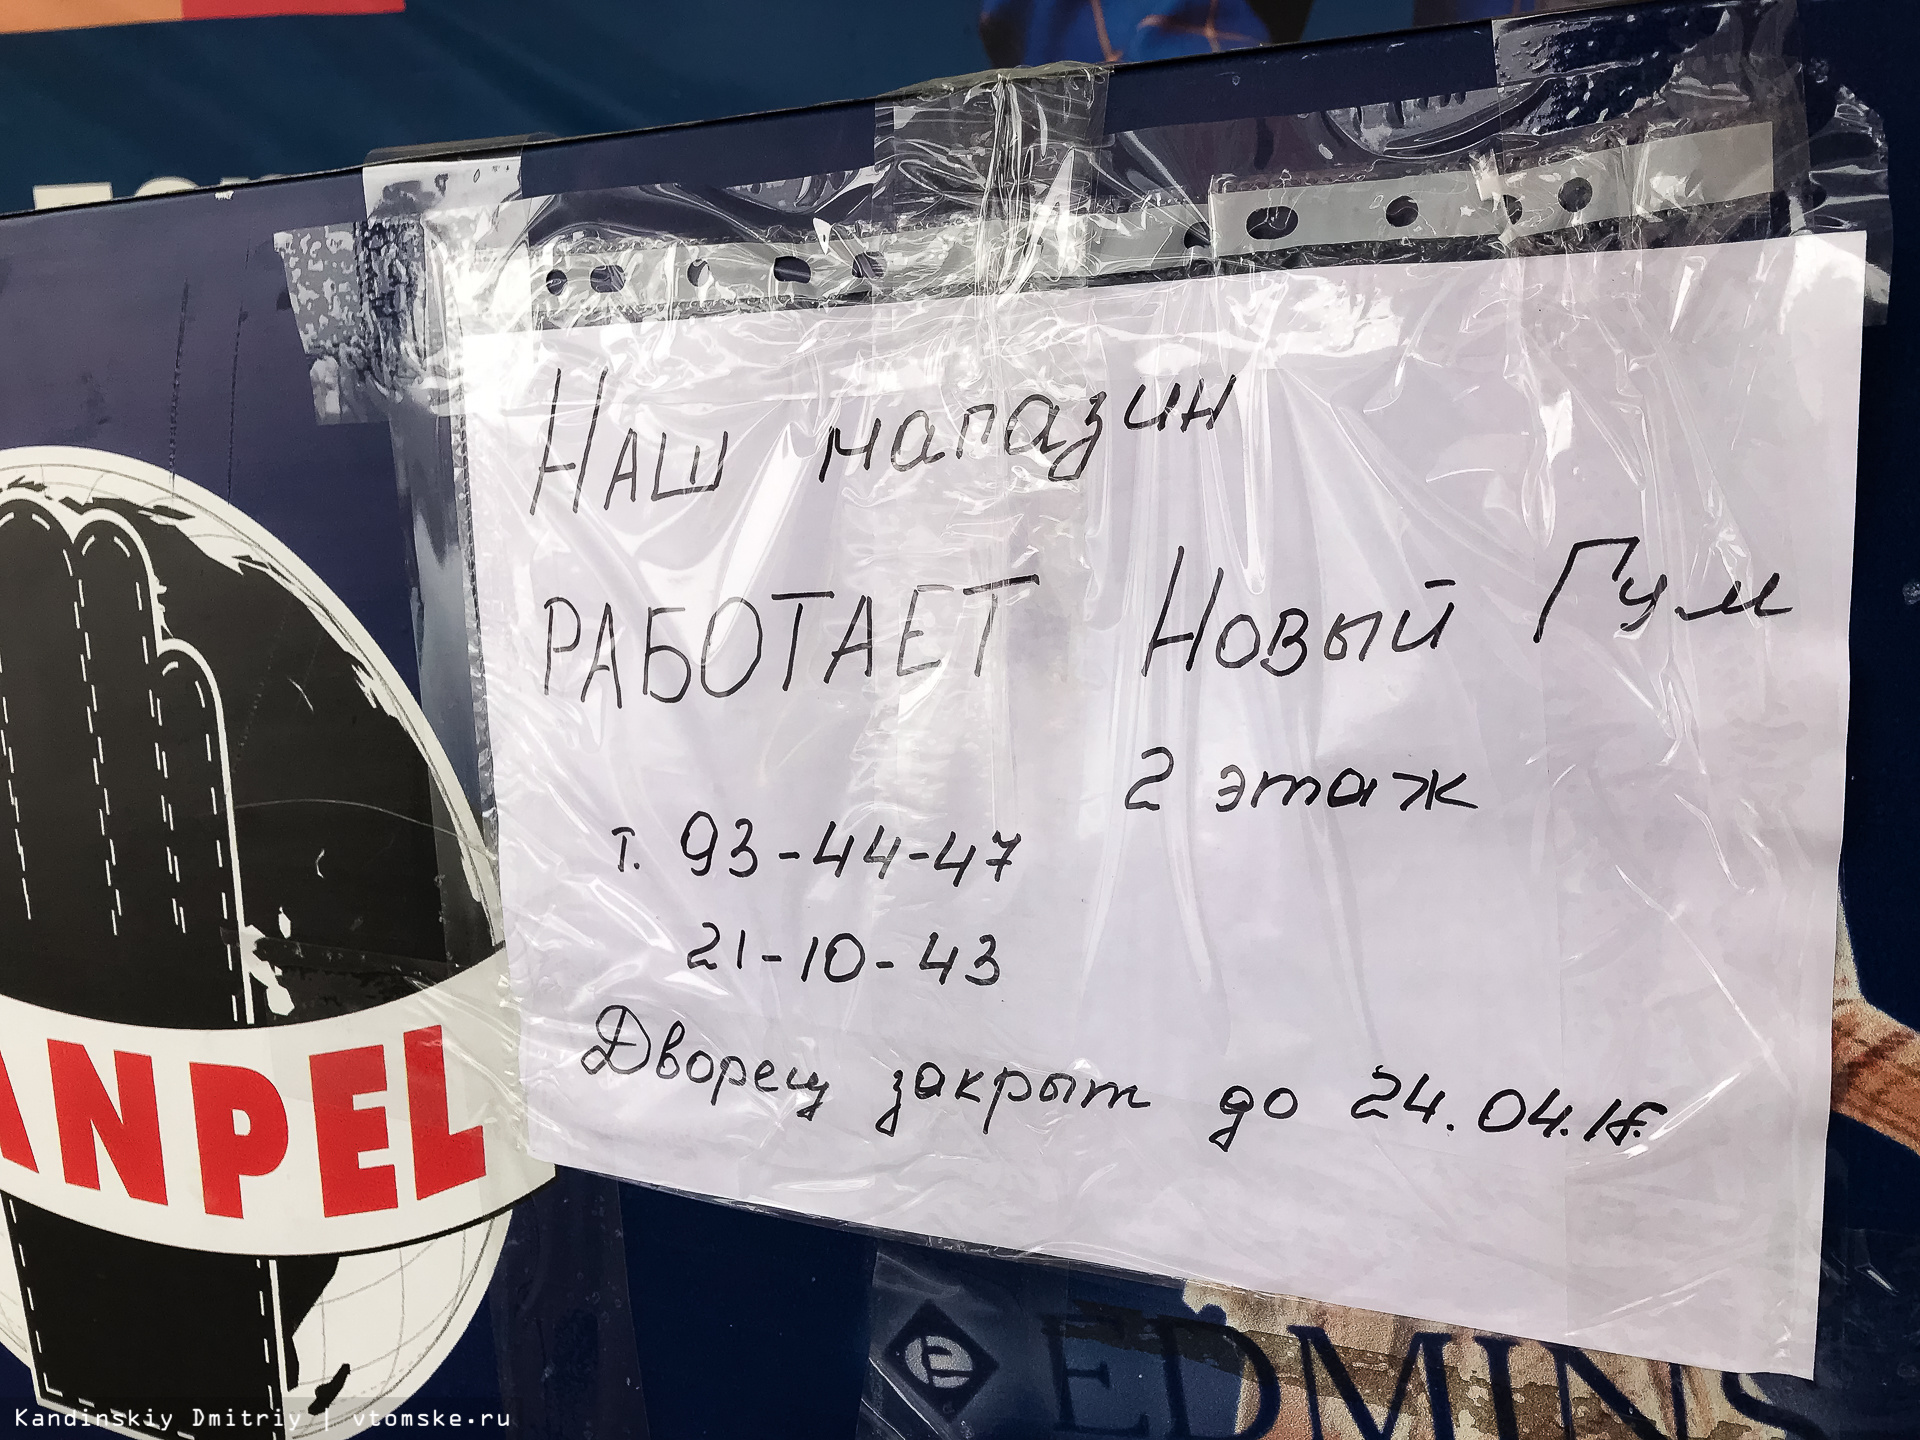 Наш магазин
РАБОТАЕТ Новый Гум
2 этаж
т. 93-44-47
21-10-43
Дворец закрыт до 24.04.18г.
ANPEL
EDMINS
Kandinskiy Dmitriy | vtomske.ru